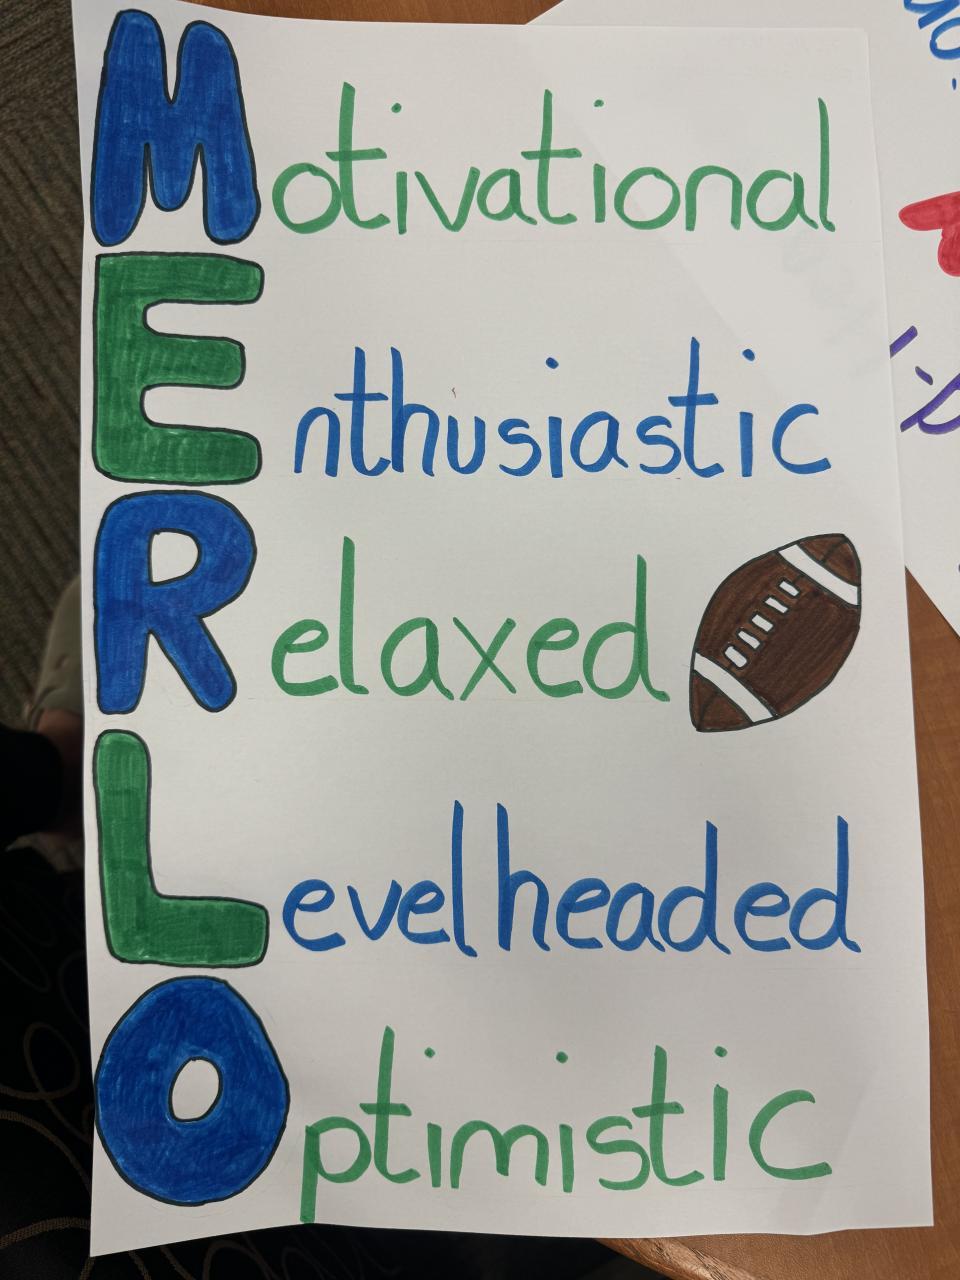 Motivational
Enthusiastic
Relaxed
Levelheaded
Optimistic